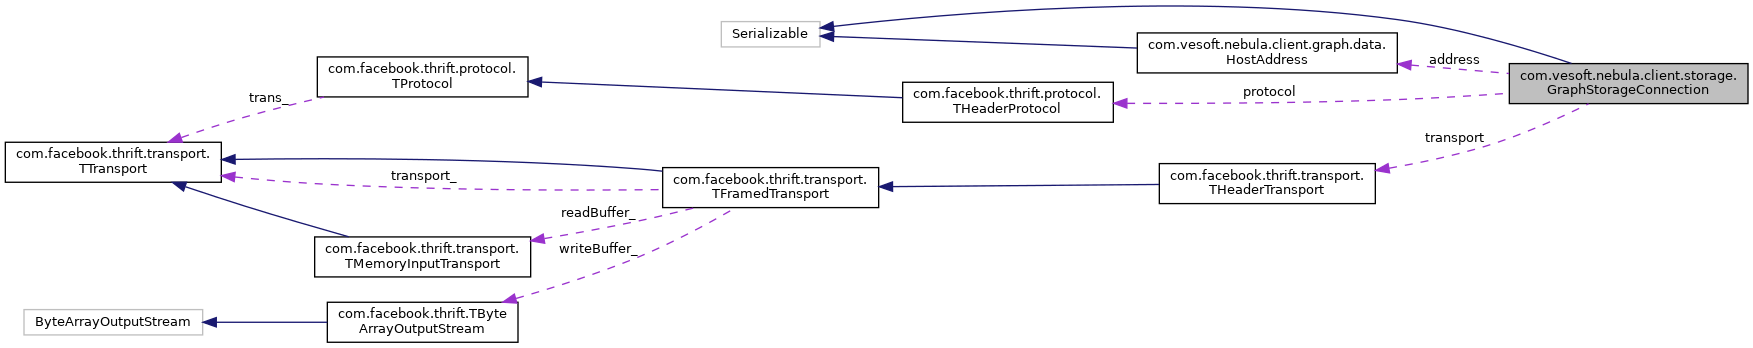 Serializable
com.vesoft.nebula.client.graph.data.
HostAddress
address
com.vesoft.nebula.client.storage.
GraphStorageConnection
com.facebook.thrift.protocol.
TProtocol
trans_
com.facebook.thrift.protocol.
THeaderProtocol
protocol
transport
com.facebook.thrift.transport.
TTransport
transport_
com.facebook.thrift.transport.
TFramedTransport
com.facebook.thrift.transport.
THeaderTransport
readBuffer_
writeBuffer_
com.facebook.thrift.transport.
TMemoryInputTransport
ByteArrayOutputStream
com.facebook.thrift.TByte
ArrayOutputStream